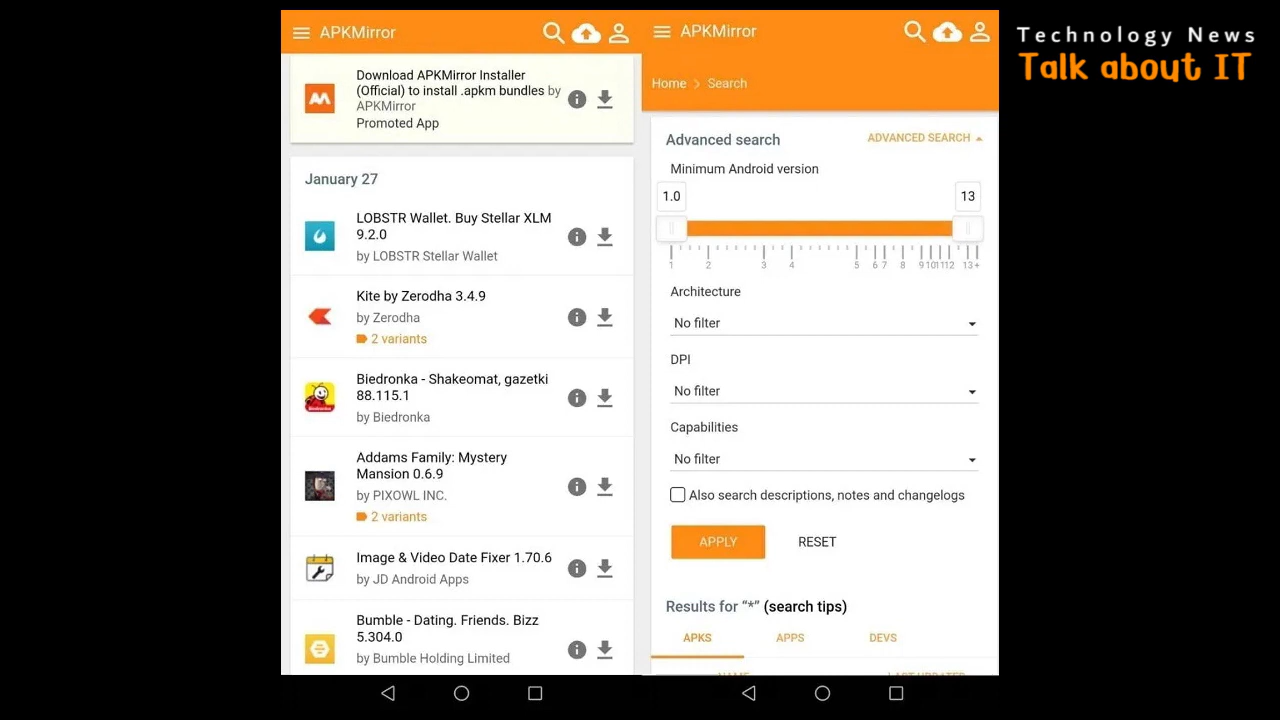 APKMirror
Download APKMirror Installer
(Official) to install .apkm bundles by
APKMirror
Promoted App
January 27
LOBSTR Wallet. Buy Stellar XLM
9.2.0
by LOBSTR Stellar Wallet
Kite by Zerodha 3.4.9
by Zerodha
2 variants
Biedronka - Shakeomat, gazetki
88.115.1
by Biedronka
Biedronka
Addams Family: Mystery
Mansion 0.6.9
by PIXOWL INC.
2 variants
Image & Video Date Fixer 1.70.6
by JD Android Apps
Bumble - Dating. Friends. Bizz
5.304.0
by Bumble Holding Limited
APKMirror
Home > Search
Advanced search
ADVANCED SEARCH
Minimum Android version
1.0 13
1 2 3 4 5 6 7 8 9 10 11 12 13+
Architecture
No filter
DPI
No filter
Capabilities
No filter
Also search descriptions, notes and changelogs
APPLY RESET
Results for “*” (search tips)
APKS APPS DEVS
Technology News
Talk about IT